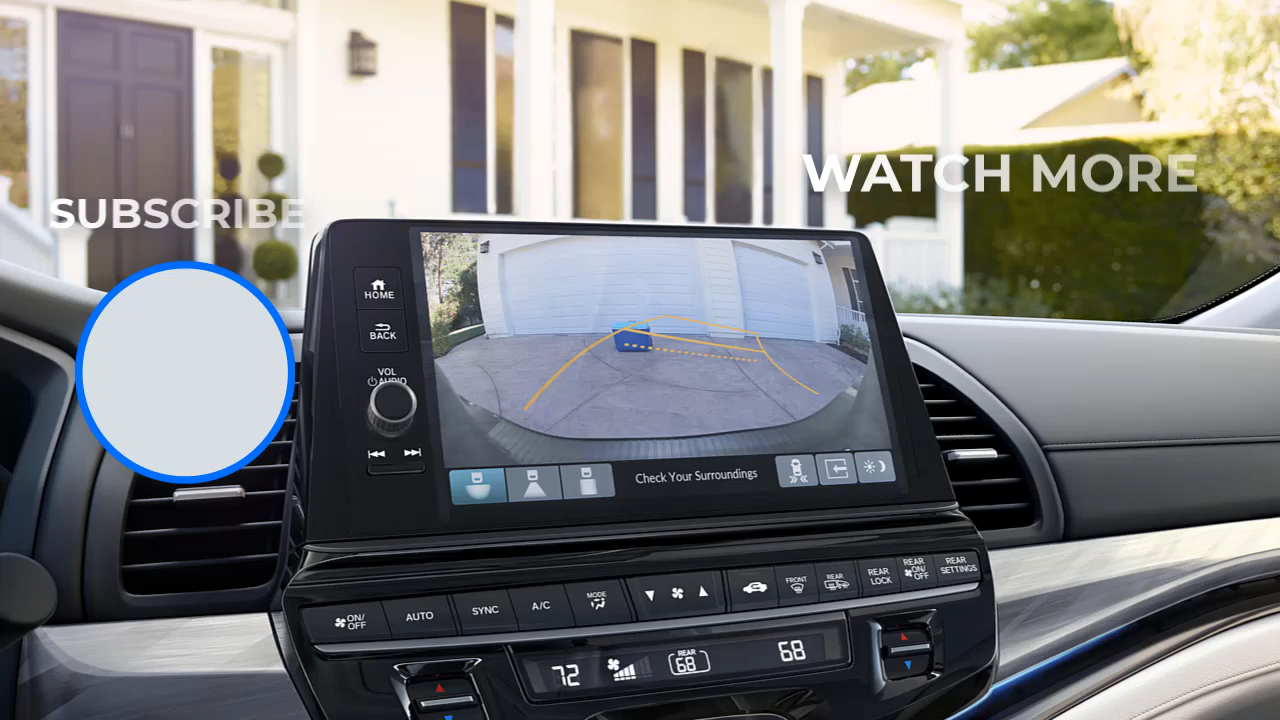 WATCH MORE
SUBSCRIBE
HOME
BACK
VOL
AUDIO
Check Your Surroundings
ON/
OFF
AUTO
SYNC
A/C
MODE
FRONT
REAR
REAR
LOCK
REAR
ON/
OFF
REAR
SETTINGS
72
REAR
68
68